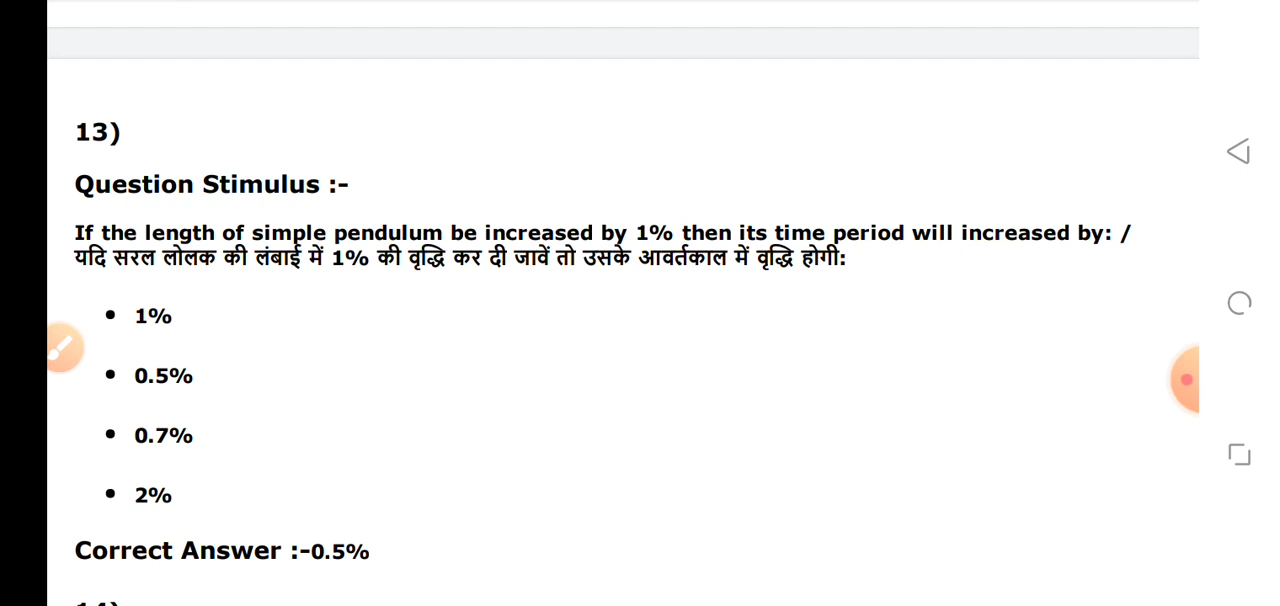 13)
Question Stimulus :-
If the length of simple pendulum be increased by 1% then its time period will increased by: /
यदि सरल लोलक की लंबाई में 1% की वृद्धि कर दी जावें तो उसके आवर्तकाल में वृद्धि होगी:
1%
0.5%
0.7%
2%
Correct Answer :-0.5%